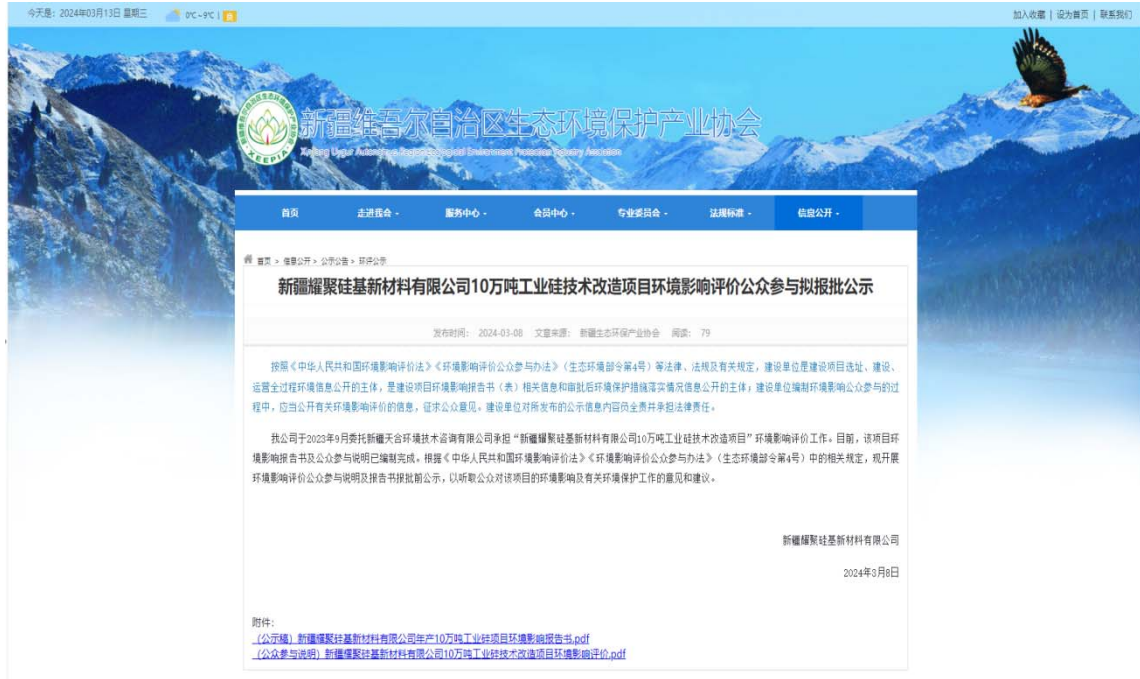 今天是：2024年03月13日 星期三 0℃~9℃ |
加入收藏 | 设为首页 | 联系我们
新疆维吾尔自治区生态环境保护产业协会
Xinjiang Uygur Autonomous Region Ecological Environment Protection Industry Association
XEEPIA
首页 走进我会 服务中心 会员中心 专业委员会 法规标准 信息公开
首页 > 信息公开 > 公示公告 > 环评公示
新疆耀聚硅基新材料有限公司10万吨工业硅技术改造项目环境影响评价公众参与拟报批公示
发布时间： 2024-03-08 文章来源： 新疆生态环保产业协会 阅读： 79
按照《中华人民共和国环境影响评价法》《环境影响评价公众参与办法》（生态环境部令第4号）等法律、法规及有关规定，建设单位是建设项目选址、建设、
运营全过程环境信息公开的主体，是建设项目环境影响报告书（表）相关信息和审批后环境保护措施落实情况信息公开的主体；建设单位编制环境影响公众参与的过
程中，应当公开有关环境影响评价的信息，征求公众意见。建设单位对所发布的公示信息内容负全责并承担法律责任。
我公司于2023年9月委托新疆天合环境技术咨询有限公司承担“新疆耀聚硅基新材料有限公司10万吨工业硅技术改造项目”环境影响评价工作。目前，该项目环
境影响报告书及公众参与说明已编制完成。根据《中华人民共和国环境影响评价法》《环境影响评价公众参与办法》（生态环境部令第4号）中的相关规定，现开展
环境影响评价公众参与说明及报告书报批前公示，以听取公众对该项目的环境影响及有关环境保护工作的意见和建议。
新疆耀聚硅基新材料有限公司
2024年3月8日
附件：
（公示稿）新疆耀聚硅基新材料有限公司年产10万吨工业硅项目环境影响报告书.pdf
（公众参与说明）新疆耀聚硅基新材料有限公司10万吨工业硅技术改造项目环境影响评价.pdf